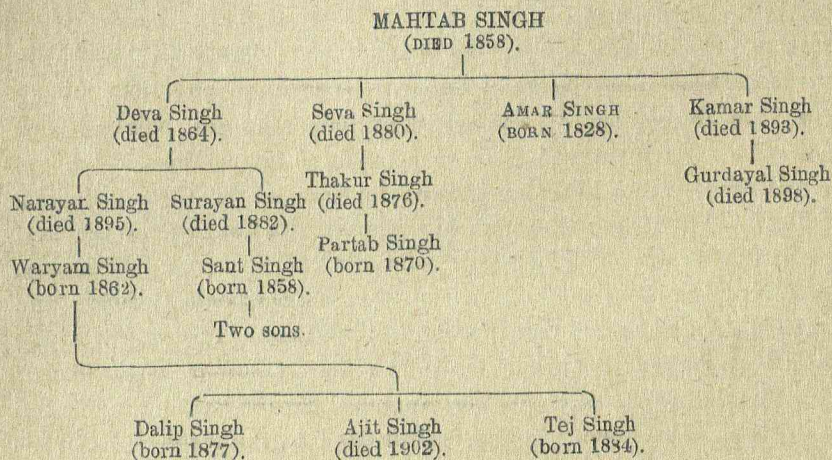 MAHTAB SINGH
(DIED 1858).
Deva Singh
(died 1864).
Seva Singh
(died 1880).
AMAR SINGH
(BORN 1828).
Kamar Singh
(died 1893).
Narayan Singh
(died 1895).
Surayan Singh
(died 1882).
Thakur Singh
(died 1876).
Gurdayal Singh
(died 1898).
Waryam Singh
(born 1862).
Sant Singh
(born 1858).
Partab Singh
(born 1870).
Two sons.
Dalip Singh
(born 1877).
Ajit Singh
(died 1902).
Tej Singh
(born 1884).